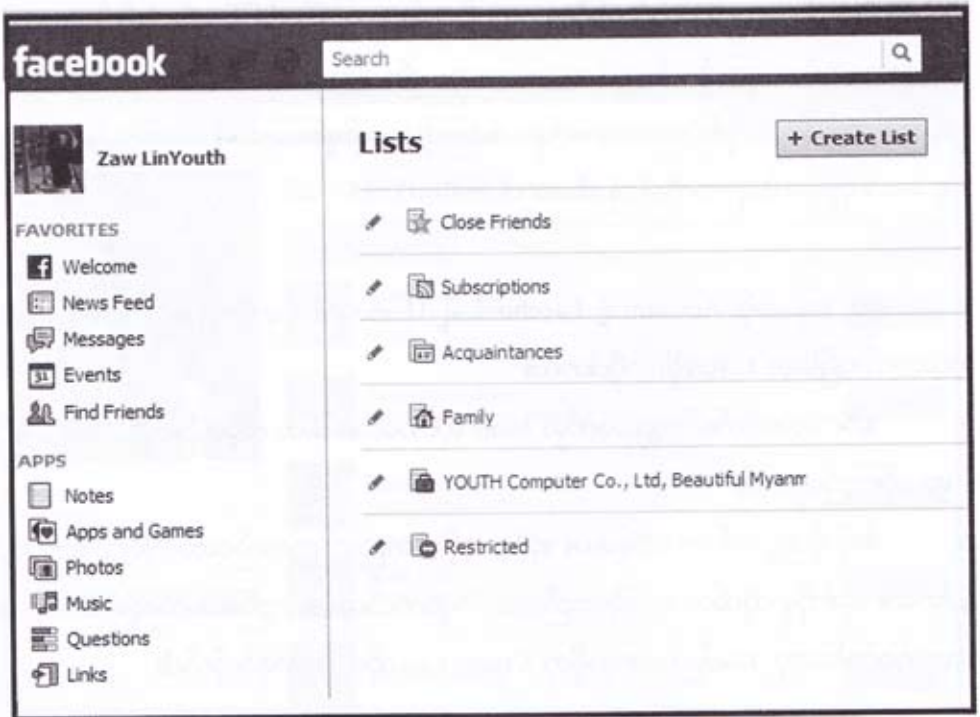 facebook
Search
Zaw LinYouth
FAVORITES
Welcome
News Feed
Messages
Events
Find Friends
APPS
Notes
Apps and Games
Photos
Music
Questions
Links
Lists
+ Create List
Close Friends
Subscriptions
Acquaintances
Family
YOUTH Computer Co., Ltd, Beautiful Myanm
Restricted